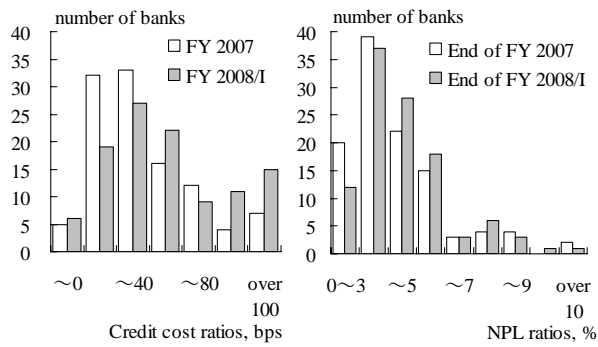 number of banks
FY 2007
FY 2008/I
40
35
30
25
20
15
10
5
0
～0 ～40 ～80 over
100
Credit cost ratios, bps
number of banks
End of FY 2007
End of FY 2008/I
40
35
30
25
20
15
10
5
0
0～3 ～5 ～7 ～9 over
10
NPL ratios, %